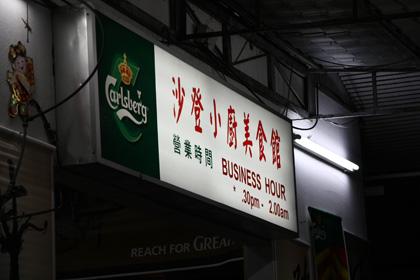 Carlsberg
沙登小廚美食館
營業時間
BUSINESS HOUR
.30pm - 2.00am
REACH FOR GREA